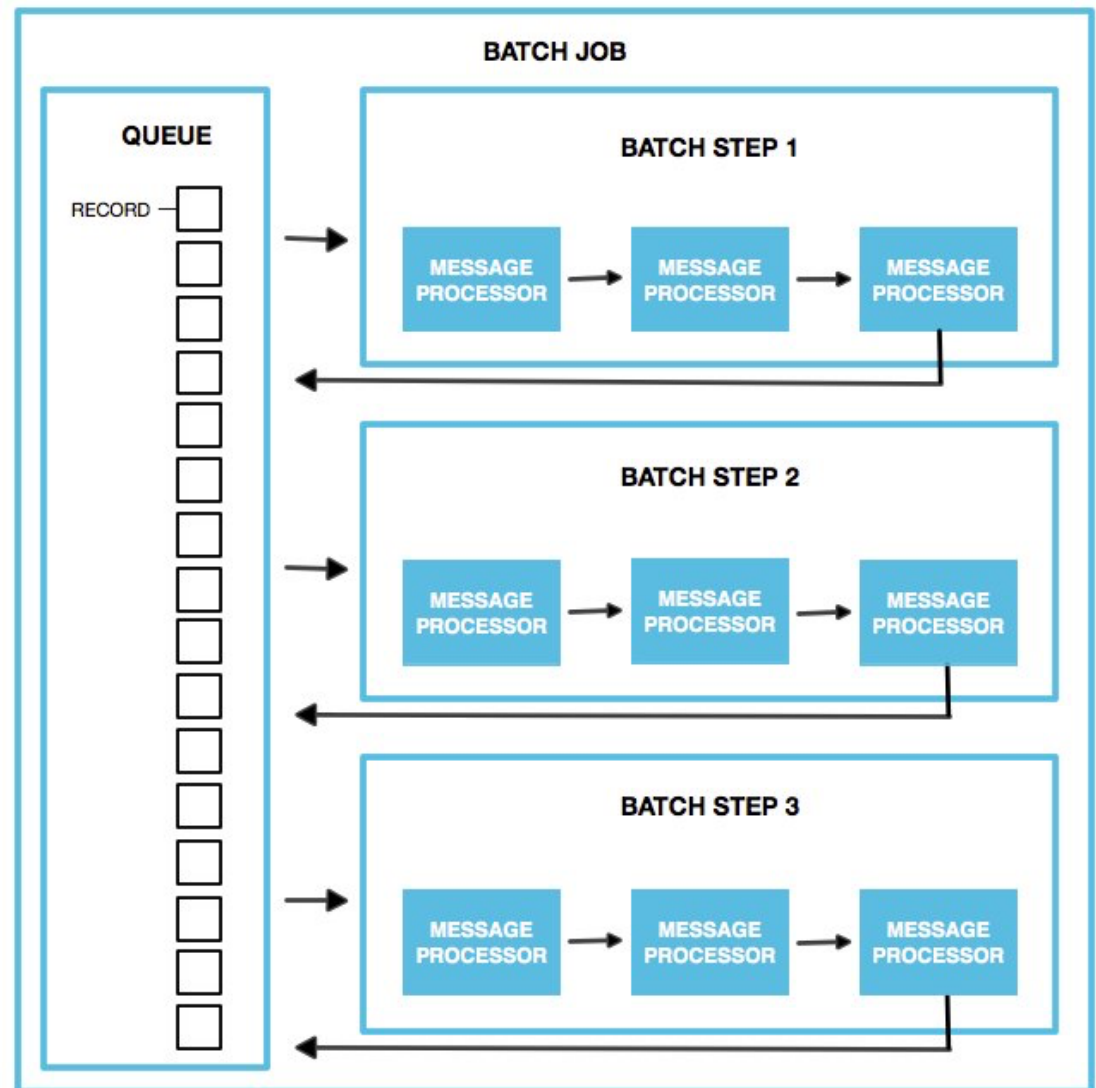 BATCH JOB
QUEUE
RECORD
BATCH STEP 1
MESSAGE
PROCESSOR
MESSAGE
PROCESSOR
MESSAGE
PROCESSOR
BATCH STEP 2
MESSAGE
PROCESSOR
MESSAGE
PROCESSOR
MESSAGE
PROCESSOR
BATCH STEP 3
MESSAGE
PROCESSOR
MESSAGE
PROCESSOR
MESSAGE
PROCESSOR